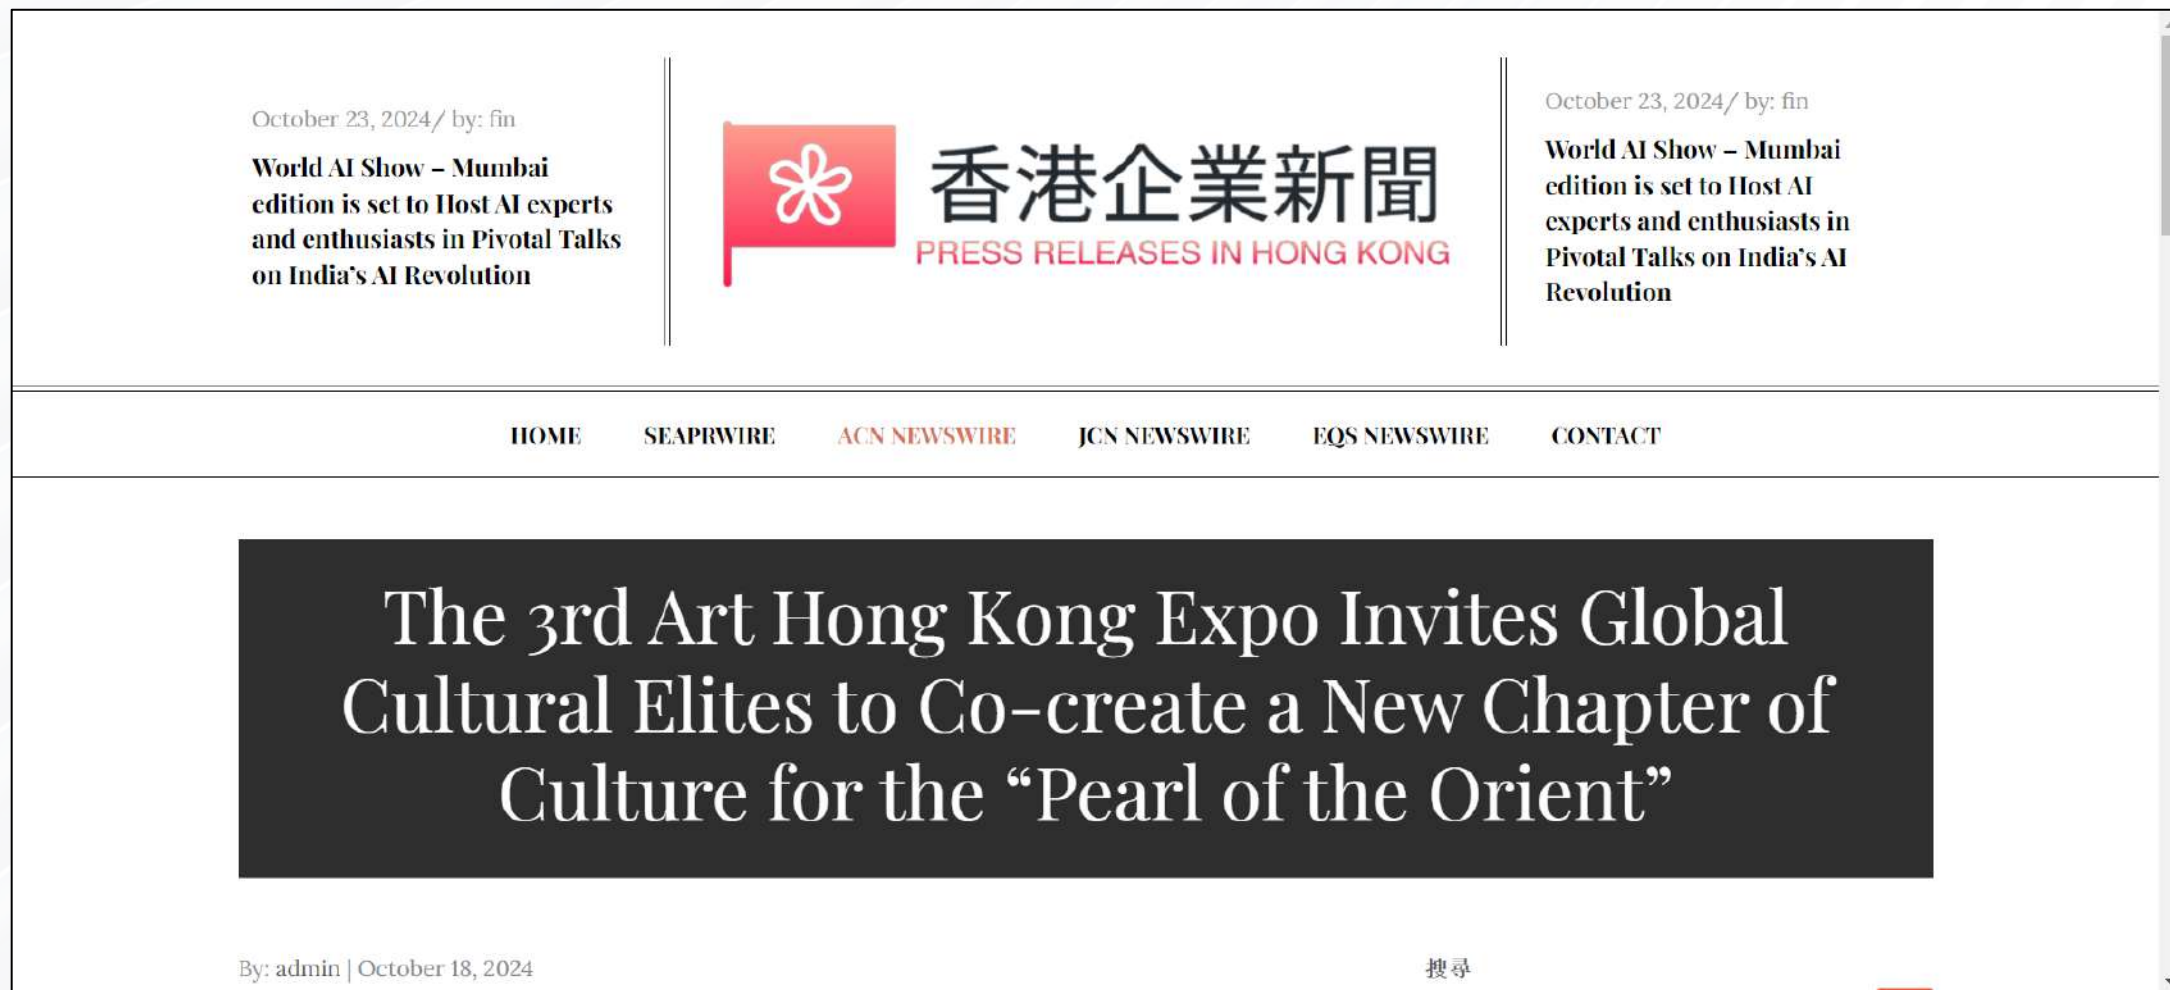 October 23, 2024/ by: fin
World AI Show – Mumbai
edition is set to Host AI experts
and enthusiasts in Pivotal Talks
on India’s AI Revolution
香港企業新聞
PRESS RELEASES IN HONG KONG
October 23, 2024/ by: fin
World AI Show – Mumbai
edition is set to Host AI
experts and enthusiasts in
Pivotal Talks on India’s AI
Revolution
HOME SEAPRWIRE ACN NEWSWIRE JCN NEWSWIRE EQS NEWSWIRE CONTACT
The 3rd Art Hong Kong Expo Invites Global
Cultural Elites to Co-create a New Chapter of
Culture for the “Pearl of the Orient”
By: admin | October 18, 2024
搜尋